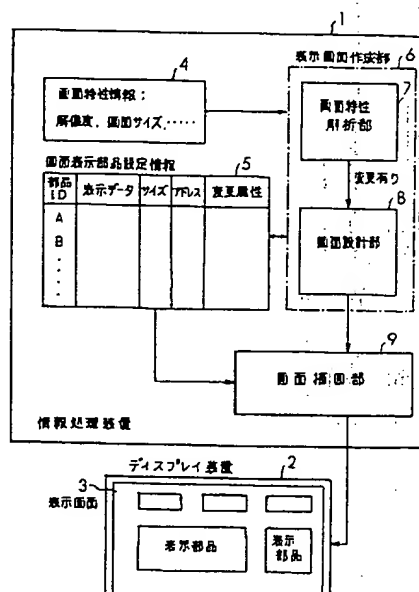 1
表示画面作成部
6
4
画面特性情報:
解像度、画面サイズ、・・・・・
7
画面特性
解析部
変更有り
画面表示部品設定情報
5
部品
ID
表示データ
サイズ
アドレス
変更属性
A
B
8
画面設計部
9
画面描画部
情報処理装置
ディスプレイ装置
2
3
表示画面
表示部品
表示
部品